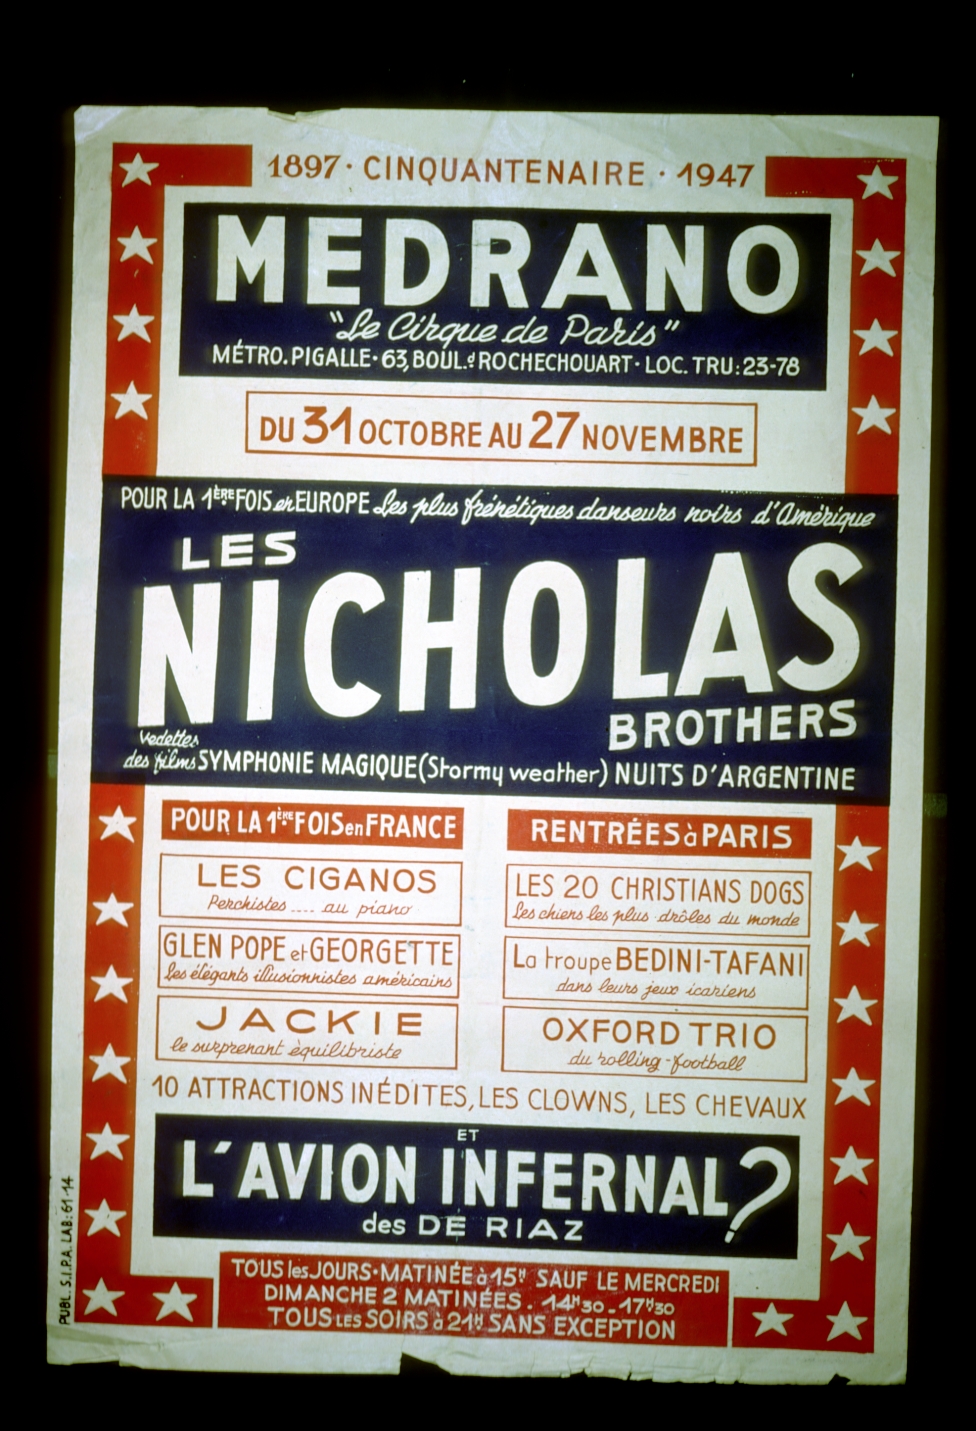 1897 · CINQUANTENAIRE · 1947
MEDRANO
"Le Cirque de Paris"
MÉTRO. PIGALLE · 63, BOUL.d ROCHECHOUART · LOC. TRU: 23-78
DU 31 OCTOBRE AU 27 NOVEMBRE
POUR LA 1ÈRE FOIS en EUROPE Les plus frénétiques danseurs noirs d'Amérique
LES
NICHOLAS
BROTHERS
Vedettes
des films SYMPHONIE MAGIQUE (Stormy weather) NUITS D'ARGENTINE
POUR LA 1ÈRE FOIS en FRANCE
LES CIGANOS
Perchistes .... au piano
GLEN POPE et GEORGETTE
les élégants illusionnistes américains
JACKIE
le surprenant équilibriste
RENTRÉES à PARIS
LES 20 CHRISTIANS DOGS
Les chiens les plus drôles du monde
La troupe BEDINI-TAFANI
dans leurs jeux icariens
OXFORD TRIO
du rolling-football
10 ATTRACTIONS INÉDITES, LES CLOWNS, LES CHEVAUX
ET
L'AVION INFERNAL?
des DE RIAZ
TOUS les JOURS · MATINÉE à 15H SAUF LE MERCREDI
DIMANCHE 2 MATINÉES . 14H30 - 17H30
TOUS LES SOIRS à 21H SANS EXCEPTION
PUBL. S.I.P.A. LAB: 61-14